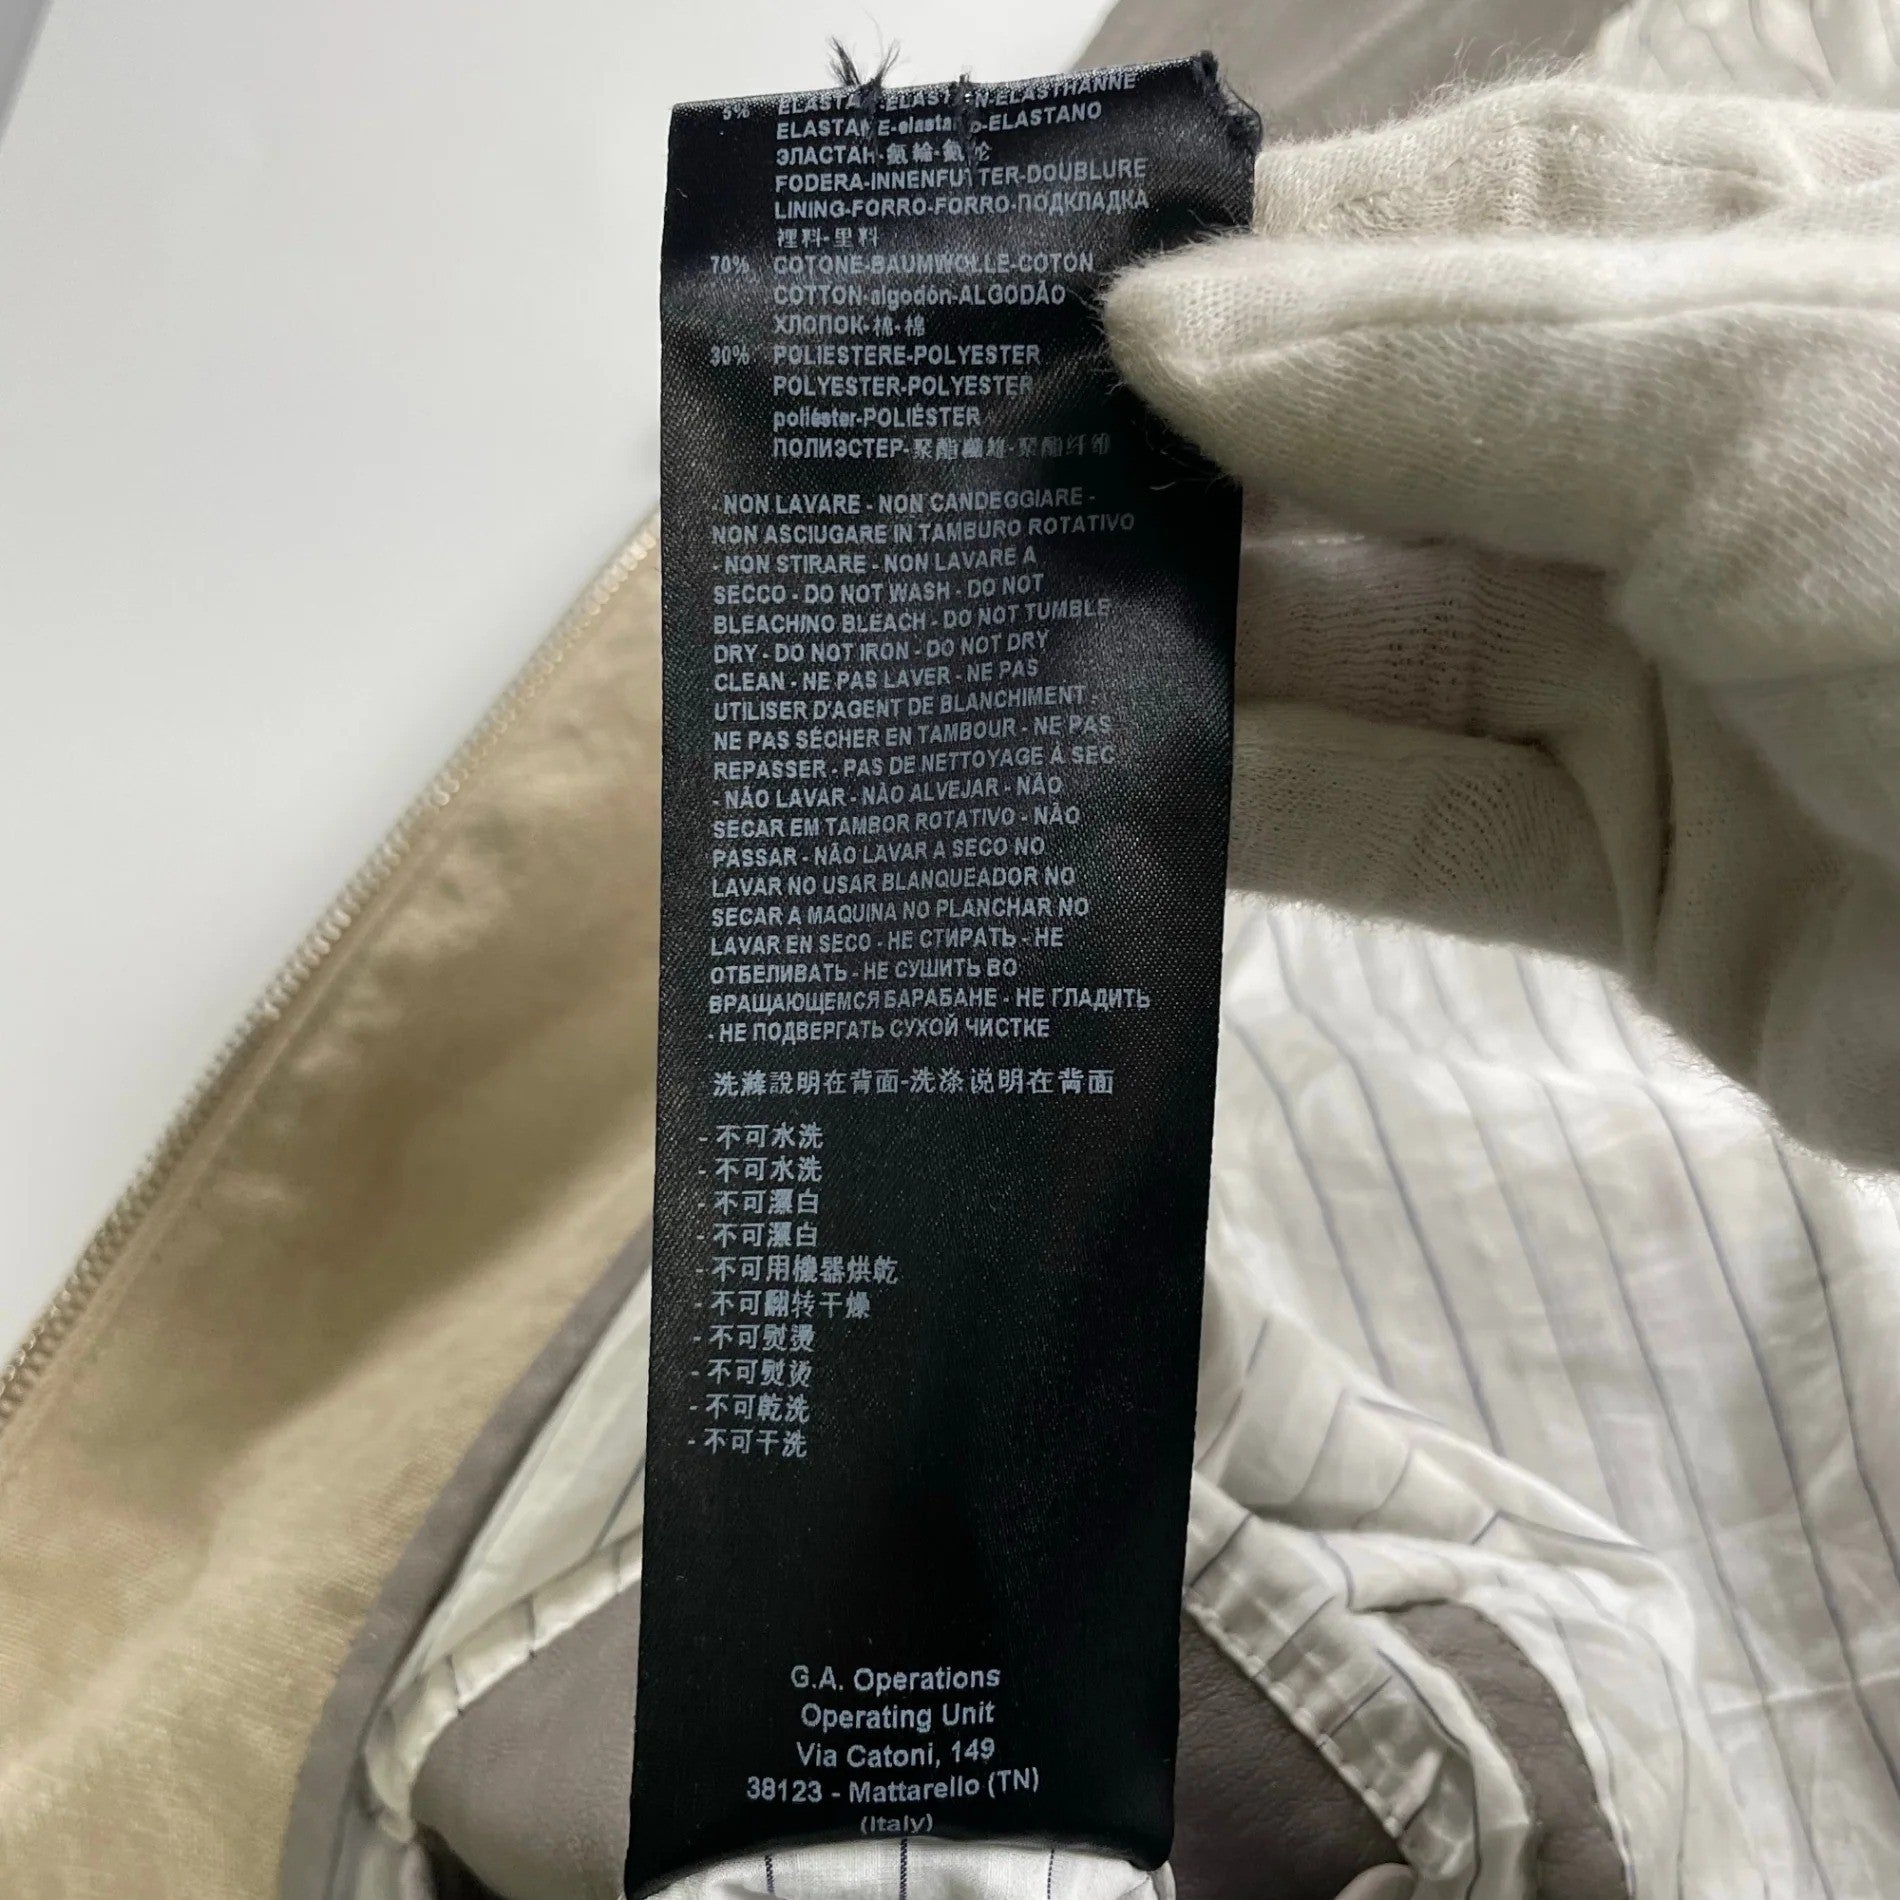 5% ELASTAN-ELASTAN-ELASTHANNE
ELASTANE-elastano-ELASTANO
ЭЛАСТАН-氨綸-氨纶
FODERA-INNENFUTTER-DOUBLURE
LINING-FORRO-FORRO-ПОДКЛАДКА
裡料-里料
70% COTONE-BAUMWOLLE-COTON
COTTON-algodón-ALGODÃO
ХЛОПОК-棉-棉
30% POLIESTERE-POLYESTER
POLYESTER-POLYESTER
poliéster-POLIÉSTER
ПОЛИЭСТЕР-聚酯纖維-聚酯纤维
- NON LAVARE - NON CANDEGGIARE -
NON ASCIUGARE IN TAMBURO ROTATIVO
- NON STIRARE - NON LAVARE A
SECCO - DO NOT WASH - DO NOT
BLEACH/NO BLEACH - DO NOT TUMBLE
DRY - DO NOT IRON - DO NOT DRY
CLEAN - NE PAS LAVER - NE PAS
UTILISER D'AGENT DE BLANCHIMENT -
NE PAS SÉCHER EN TAMBOUR - NE PAS
REPASSER - PAS DE NETTOYAGE À SEC
- NÃO LAVAR - NÃO ALVEJAR - NÃO
SECAR EM TAMBOR ROTATIVO - NÃO
PASSAR - NÃO LAVAR A SECO NO
LAVAR NO USAR BLANQUEADOR NO
SECAR A MAQUINA NO PLANCHAR NO
LAVAR EN SECO - НЕ СТИРАТЬ - НЕ
ОТБЕЛИВАТЬ - НЕ СУШИТЬ ВО
ВРАЩАЮЩЕМСЯ БАРАБАНЕ - НЕ ГЛАДИТЬ
- НЕ ПОДВЕРГАТЬ СУХОЙ ЧИСТКЕ
洗滌說明在背面-洗涤说明在背面
- 不可水洗
- 不可水洗
- 不可漂白
- 不可漂白
- 不可用機器烘乾
- 不可翻转干燥
- 不可熨燙
- 不可熨烫
- 不可乾洗
- 不可干洗
G.A. Operations
Operating Unit
Via Catoni, 149
38123 - Mattarello (TN)
(Italy)